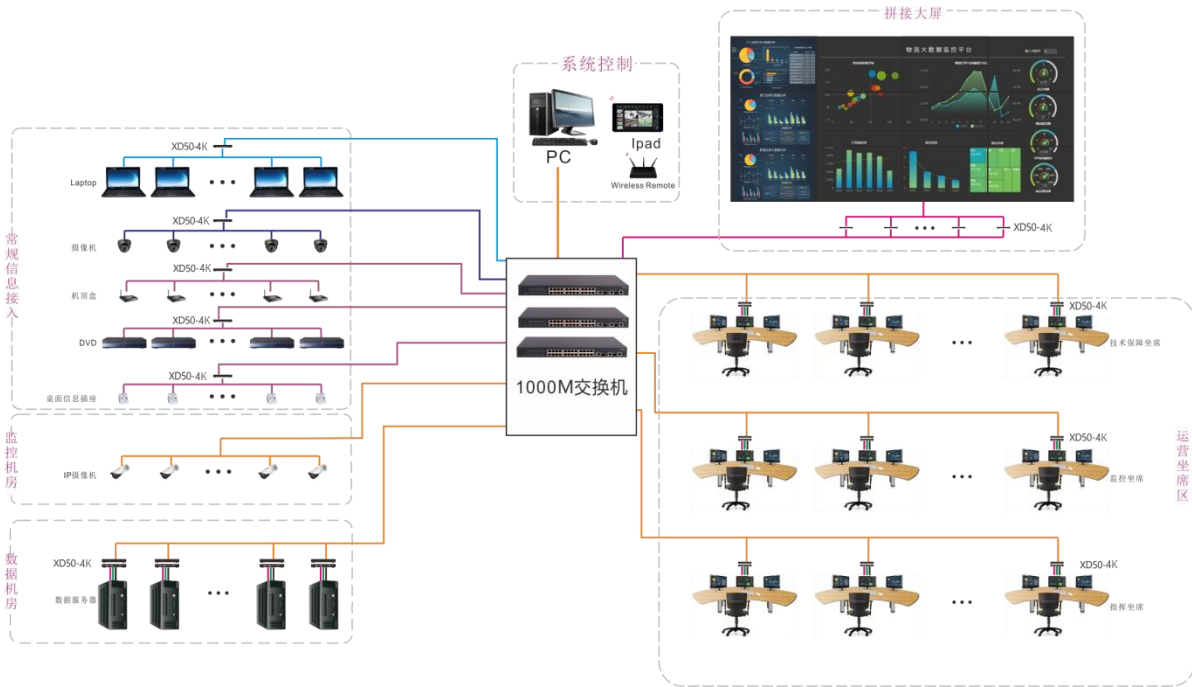 拼接大屏
物流大数据监控平台
XD50-4K
系统控制
PC
Ipad
Wireless Remote
常规信息接入
XD50-4K
Laptop
XD50-4K
摄像机
XD50-4K
机顶盒
XD50-4K
DVD
XD50-4K
桌面信息插座
监控机房
IP摄像机
数据机房
XD50-4K
数据服务器
1000M交换机
运营坐席区
XD50-4K
技术保障坐席
XD50-4K
监控坐席
XD50-4K
指挥坐席